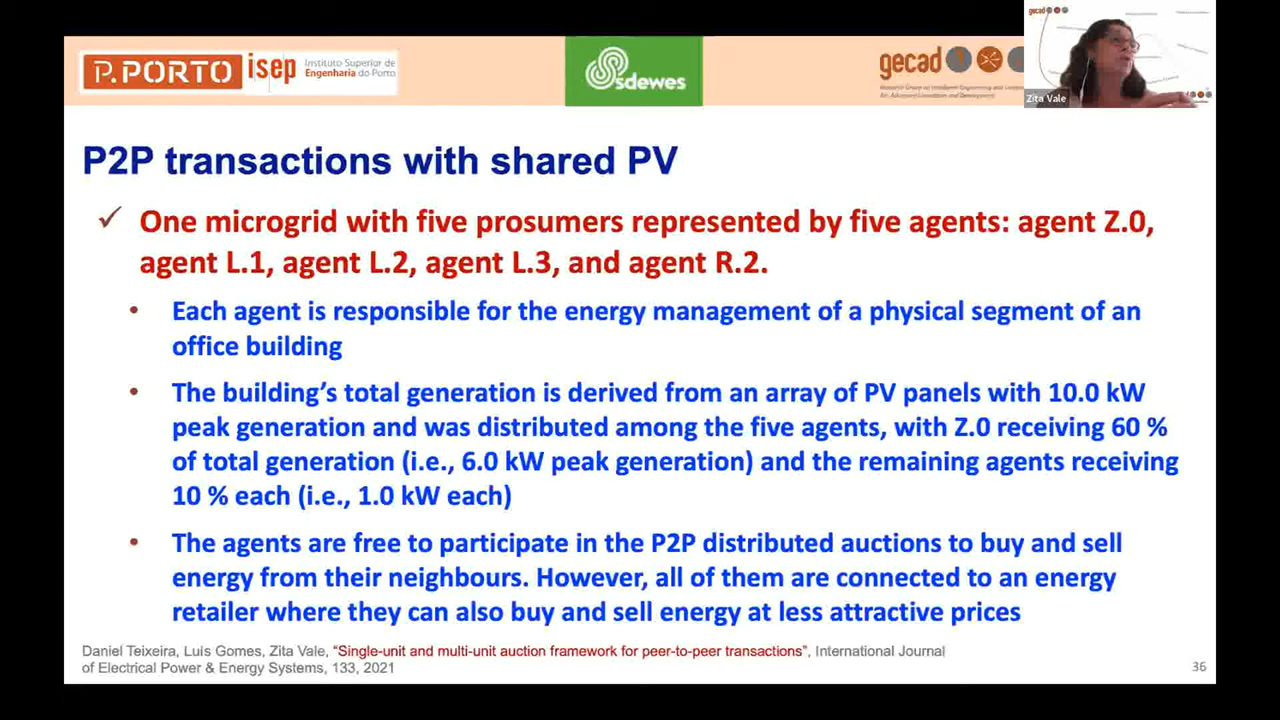 P.PORTO
isep
Instituto Superior de
Engenharia do Porto
sdewes
gecad
gecad
Zita Vale
P2P transactions with shared PV
✓ One microgrid with five prosumers represented by five agents: agent Z.0,
agent L.1, agent L.2, agent L.3, and agent R.2.
• Each agent is responsible for the energy management of a physical segment of an
office building
• The building’s total generation is derived from an array of PV panels with 10.0 kW
peak generation and was distributed among the five agents, with Z.0 receiving 60 %
of total generation (i.e., 6.0 kW peak generation) and the remaining agents receiving
10 % each (i.e., 1.0 kW each)
• The agents are free to participate in the P2P distributed auctions to buy and sell
energy from their neighbours. However, all of them are connected to an energy
retailer where they can also buy and sell energy at less attractive prices
Daniel Teixeira, Luis Gomes, Zita Vale, “Single-unit and multi-unit auction framework for peer-to-peer transactions”, International Journal
of Electrical Power & Energy Systems, 133, 2021
36